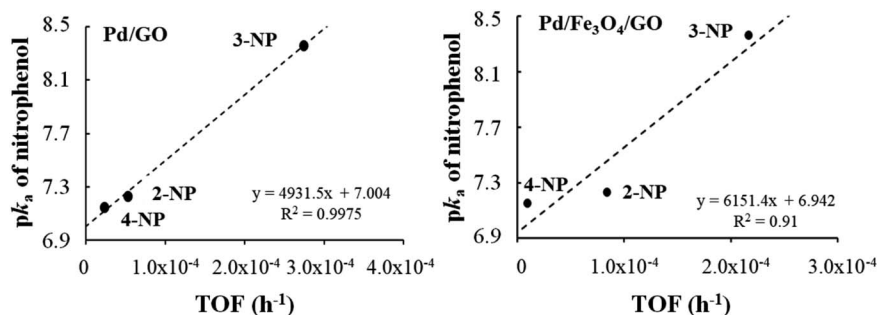 Pd/GO
3-NP
2-NP
4-NP
y = 4931.5x + 7.004
R² = 0.9975
8.5
8.1
7.7
7.3
6.9
0
1.0x10⁻⁴
2.0x10⁻⁴
3.0x10⁻⁴
4.0x10⁻⁴
pkₐ of nitrophenol
TOF (h⁻¹)
Pd/Fe₃O₄/GO
3-NP
4-NP
2-NP
y = 6151.4x + 6.942
R² = 0.91
8.5
8.1
7.7
7.3
6.9
0
1.0x10⁻⁴
2.0x10⁻⁴
3.0x10⁻⁴
pkₐ of nitrophenol
TOF (h⁻¹)